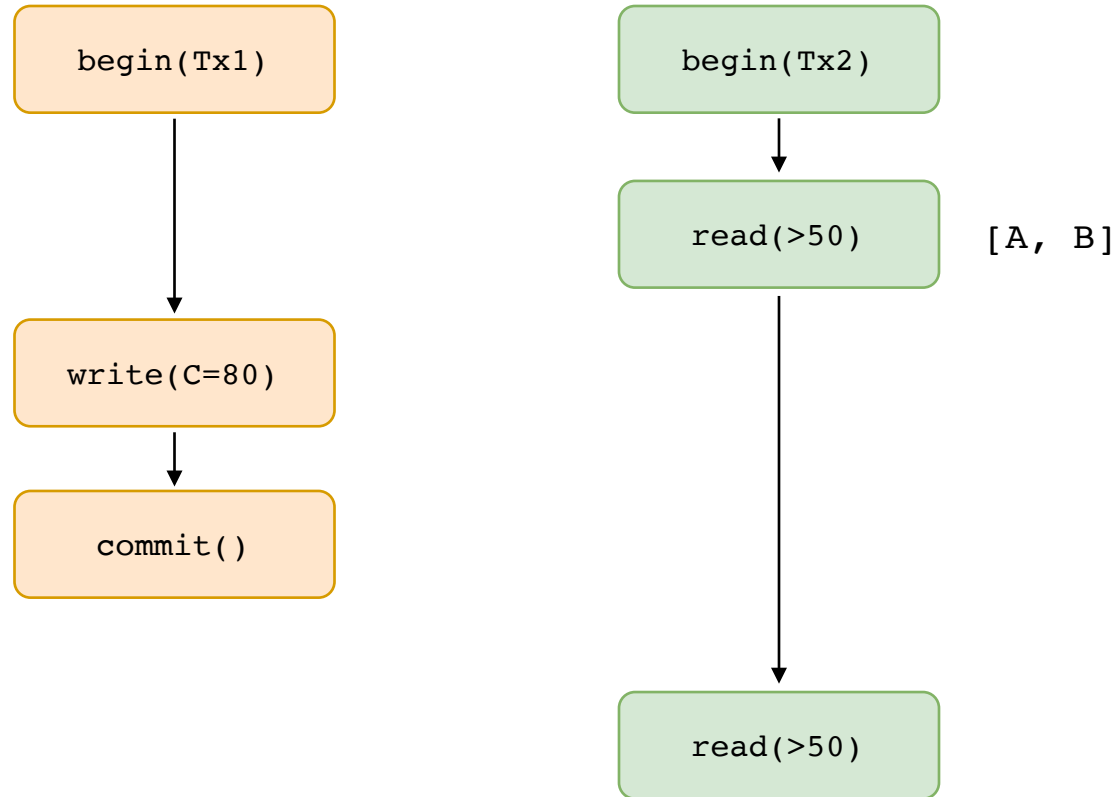 begin(Tx1)
begin(Tx2)
read(>50)
[A, B]
write(C=80)
commit()
read(>50)